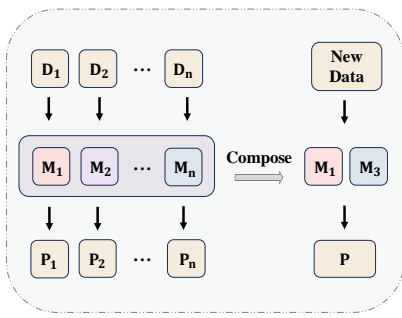 D1 D2 ... Dn
New
Data
M1 M2 ... Mn
Compose
M1 M3
P1 P2 ... Pn
P